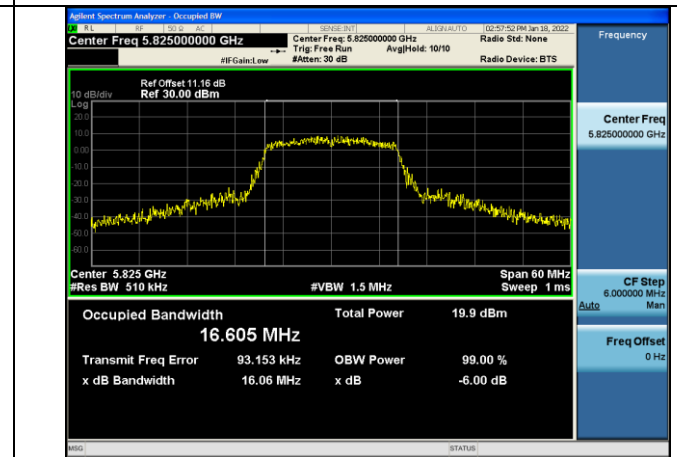 Agilent Spectrum Analyzer - Occupied BW
RL RF 50 Ω AC SENSE:INT ALIGNAUTO 02:57:52 PM Jan 18, 2022
Center Freq 5.825000000 GHz Center Freq: 5.825000000 GHz Radio Std: None
Trig: Free Run Avg|Hold: 10/10
#IFGain:Low #Atten: 30 dB Radio Device: BTS
Ref Offset 11.16 dB
10 dB/div Ref 30.00 dBm
Log
20.0
10.0
0.00
-10.0
-20.0
-30.0
-40.0
-50.0
-60.0
Center 5.825 GHz Span 60 MHz
#Res BW 510 kHz #VBW 1.5 MHz Sweep 1 ms
Occupied Bandwidth Total Power 19.9 dBm
16.605 MHz
Transmit Freq Error 93.153 kHz OBW Power 99.00 %
x dB Bandwidth 16.06 MHz x dB -6.00 dB
MSG STATUS
Frequency
Center Freq
5.825000000 GHz
CF Step
6.000000 MHz
Auto Man
Freq Offset
0 Hz